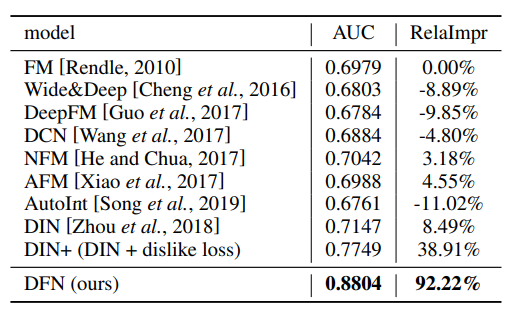 model AUC RelaImpr
FM [Rendle, 2010] 0.6979 0.00%
Wide&Deep [Cheng et al., 2016] 0.6803 -8.89%
DeepFM [Guo et al., 2017] 0.6784 -9.85%
DCN [Wang et al., 2017] 0.6884 -4.80%
NFM [He and Chua, 2017] 0.7042 3.18%
AFM [Xiao et al., 2017] 0.6988 4.55%
AutoInt [Song et al., 2019] 0.6761 -11.02%
DIN [Zhou et al., 2018] 0.7147 8.49%
DIN+ (DIN + dislike loss) 0.7749 38.91%
DFN (ours) 0.8804 92.22%